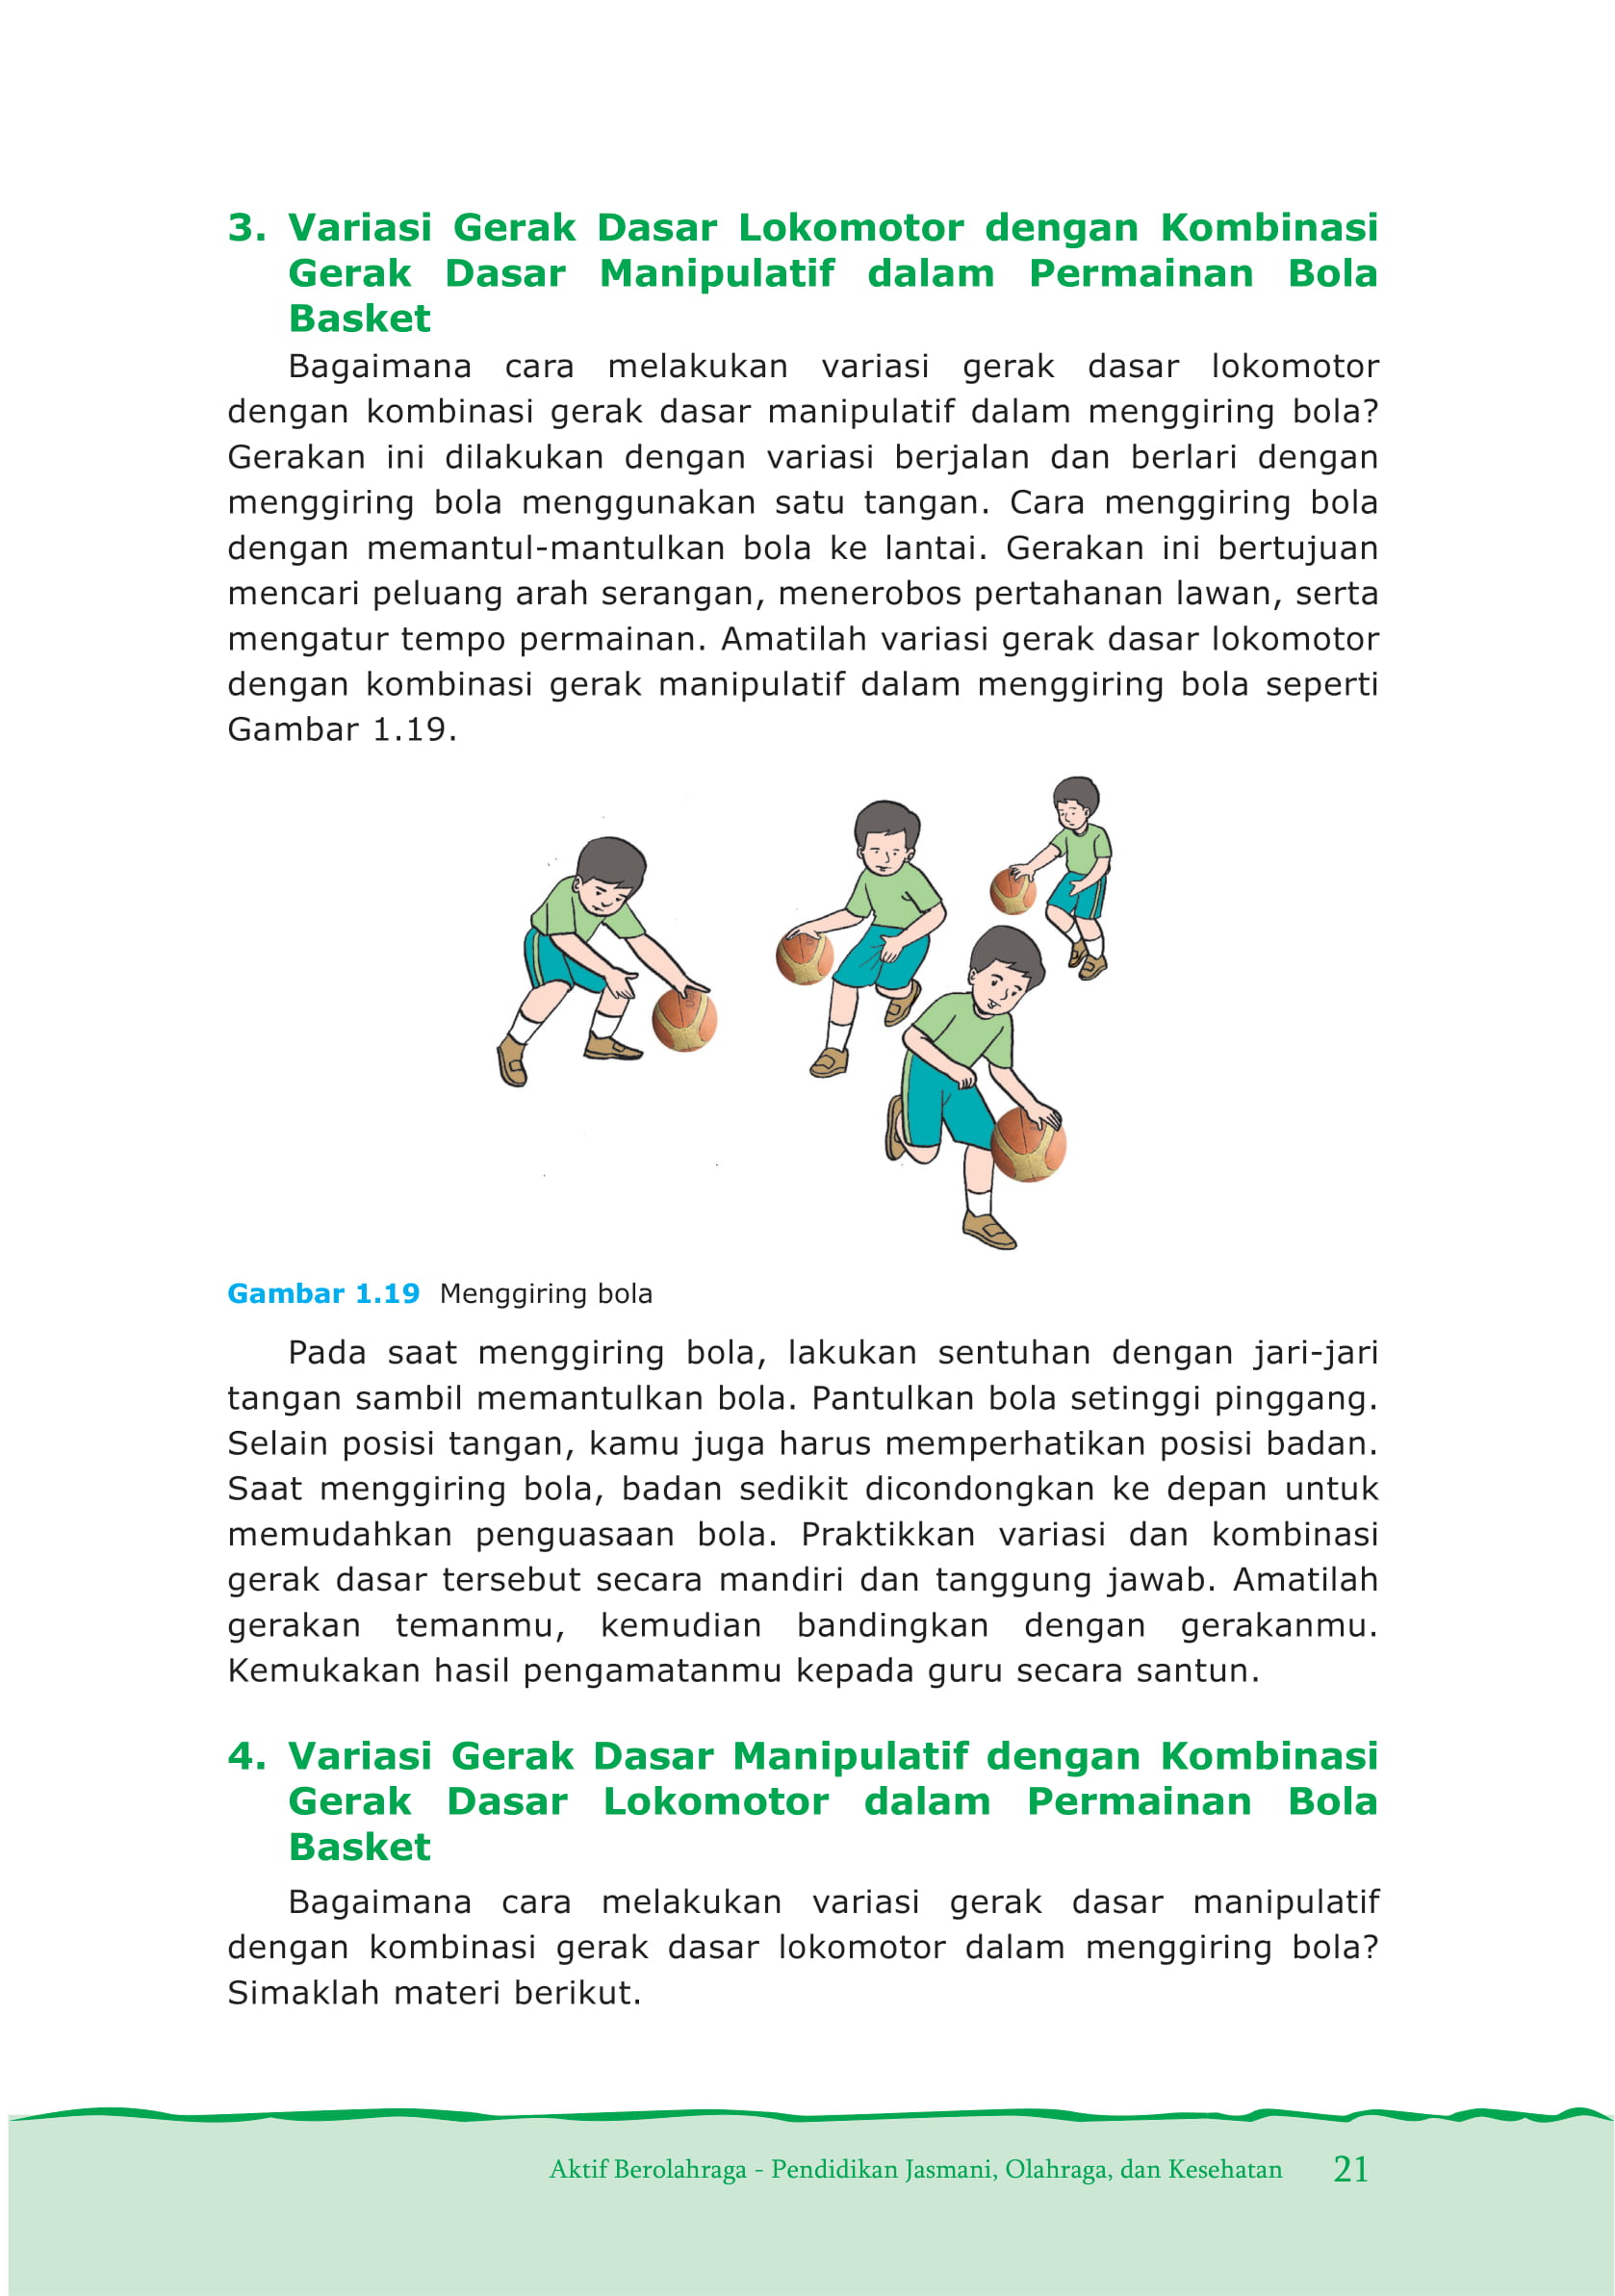 3. Variasi Gerak Dasar Lokomotor dengan Kombinasi
Gerak Dasar Manipulatif dalam Permainan Bola
Basket
Bagaimana cara melakukan variasi gerak dasar lokomotor
dengan kombinasi gerak dasar manipulatif dalam menggiring bola?
Gerakan ini dilakukan dengan variasi berjalan dan berlari dengan
menggiring bola menggunakan satu tangan. Cara menggiring bola
dengan memantul-mantulkan bola ke lantai. Gerakan ini bertujuan
mencari peluang arah serangan, menerobos pertahanan lawan, serta
mengatur tempo permainan. Amatilah variasi gerak dasar lokomotor
dengan kombinasi gerak manipulatif dalam menggiring bola seperti
Gambar 1.19.
Gambar 1.19 Menggiring bola
Pada saat menggiring bola, lakukan sentuhan dengan jari-jari
tangan sambil memantulkan bola. Pantulkan bola setinggi pinggang.
Selain posisi tangan, kamu juga harus memperhatikan posisi badan.
Saat menggiring bola, badan sedikit dicondongkan ke depan untuk
memudahkan penguasaan bola. Praktikkan variasi dan kombinasi
gerak dasar tersebut secara mandiri dan tanggung jawab. Amatilah
gerakan temanmu, kemudian bandingkan dengan gerakanmu.
Kemukakan hasil pengamatanmu kepada guru secara santun.
4. Variasi Gerak Dasar Manipulatif dengan Kombinasi
Gerak Dasar Lokomotor dalam Permainan Bola
Basket
Bagaimana cara melakukan variasi gerak dasar manipulatif
dengan kombinasi gerak dasar lokomotor dalam menggiring bola?
Simaklah materi berikut.
Aktif Berolahraga - Pendidikan Jasmani, Olahraga, dan Kesehatan 21